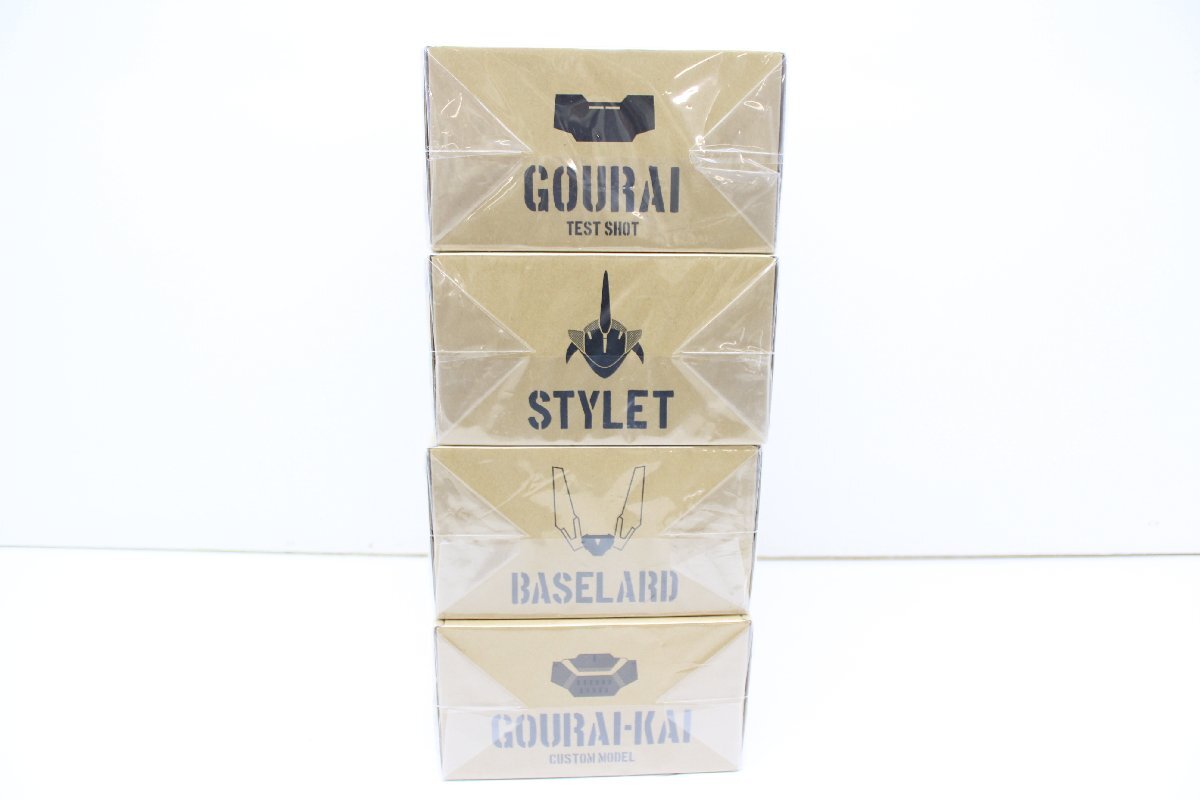 GOURAI
TEST SHOT
STYLET
BASELARD
GOURAI-KAI
CUSTOM MODEL